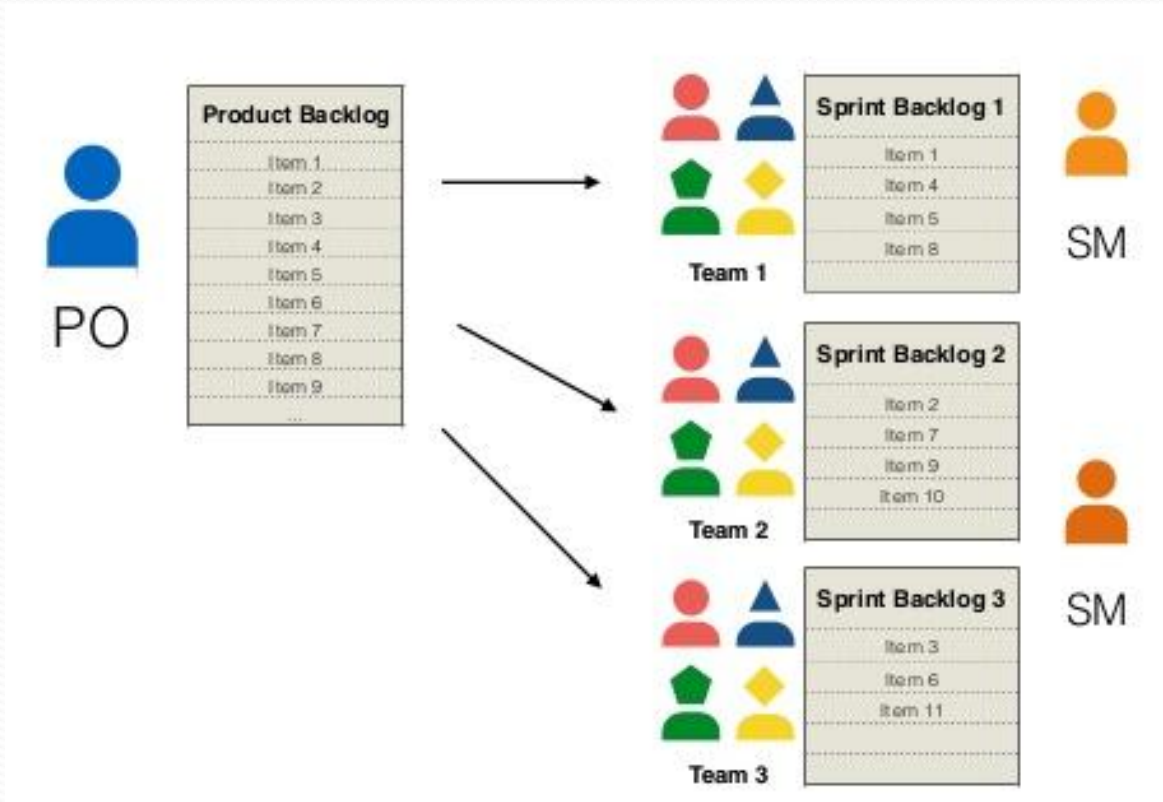 PO
Product Backlog
Item 1
Item 2
Item 3
Item 4
Item 5
Item 6
Item 7
Item 8
Item 9
...
Team 1
Sprint Backlog 1
Item 1
Item 4
Item 5
Item 8
SM
Team 2
Sprint Backlog 2
Item 2
Item 7
Item 9
Item 10
Team 3
Sprint Backlog 3
Item 3
Item 6
Item 11
SM